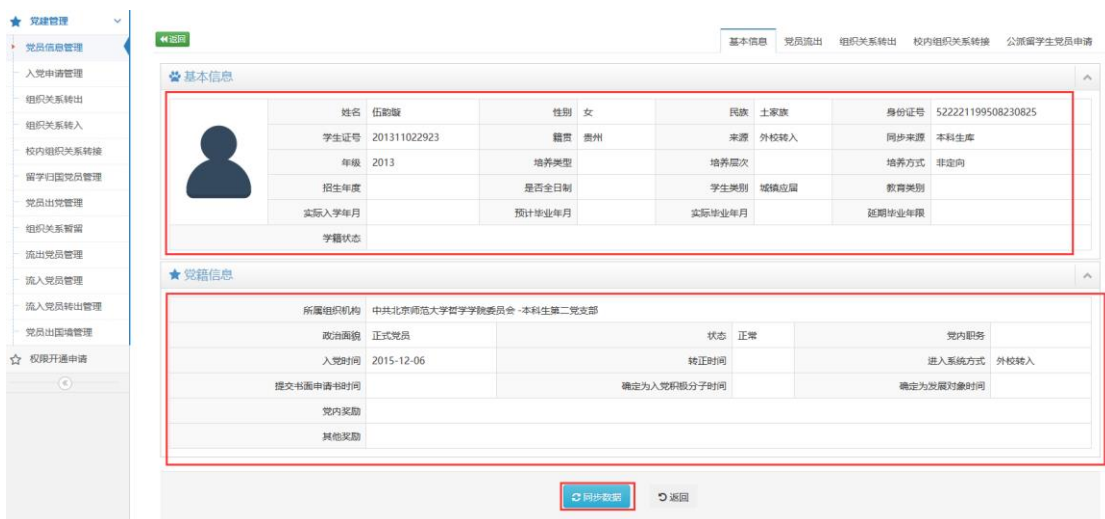 党建管理
党员信息管理
入党申请管理
组织关系转出
组织关系转入
校内组织关系转接
留学归国党员管理
党员出党管理
组织关系暂留
流出党员管理
流入党员管理
流入党员转出管理
党员出国境管理
权限开通申请
返回
基本信息 党员流出 组织关系转出 校内组织关系转接 公派留学生党员申请
基本信息
姓名 伍韵璇 性别 女 民族 土家族 身份证号 522221199508230825
学生证号 201311022923 籍贯 贵州 来源 外校转入 同步来源 本科生库
年级 2013 培养类型 培养层次 培养方式 非定向
招生年度 是否全日制 学生类别 城镇应届 教育类别
实际入学年月 预计毕业年月 实际毕业年月 延期毕业年限
学籍状态
党籍信息
所属组织机构 中共北京师范大学哲学学院委员会 -本科生第二党支部
政治面貌 正式党员 状态 正常 党内职务
入党时间 2015-12-06 转正时间 进入系统方式 外校转入
提交书面申请书时间 确定为入党积极分子时间 确定为发展对象时间
党内奖励
其他奖励
同步数据 返回